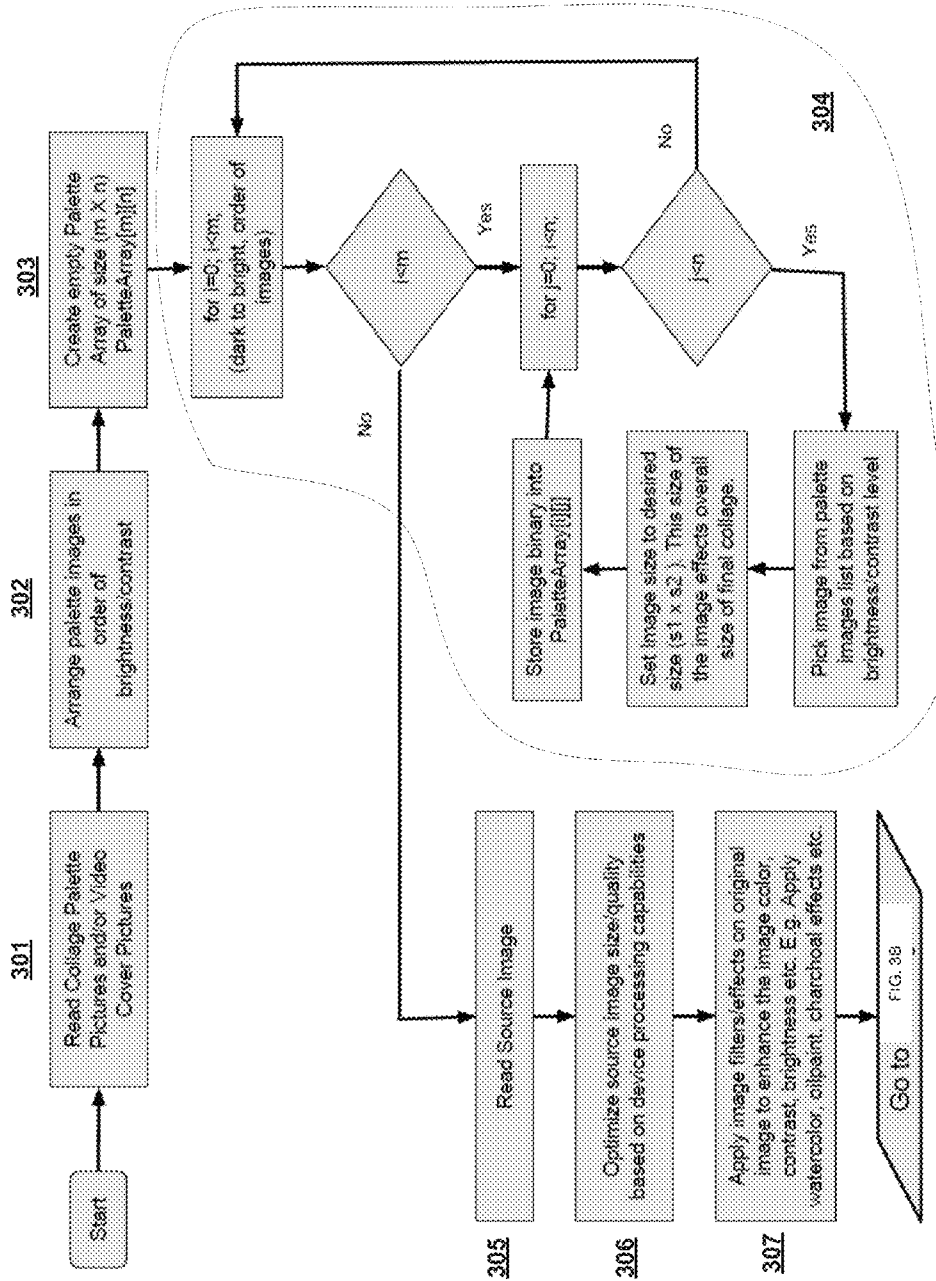 Start
301
Read Collage Palette
Pictures and/or Video
Cover Pictures
302
Arrange palette images in
order of
brightness/contrast
303
Create empty Palette
Array of size (m X n)
PaletteArray[m][n]
for i=0; i<m;
(dark to bright, order of
images)
i<m
Yes
No
for j=0; i<n;
j<n
No
Yes
304
Pick image from palette
images list based on
brightness/contrast level
Set image size to desired
size (s1 x s2 ). This size of
the image effects overall
size of final collage.
Store image binary into
PaletteArray[i][j]
305
Read Source Image
306
Optimize source image size/quality
based on device processing capabilities
307
Apply image filters/effects on original
image to enhance the image color,
contrast, brightness etc. E.g. Apply
watercolor, oilpaint, charchoal effects etc.
Go to FIG. 3B